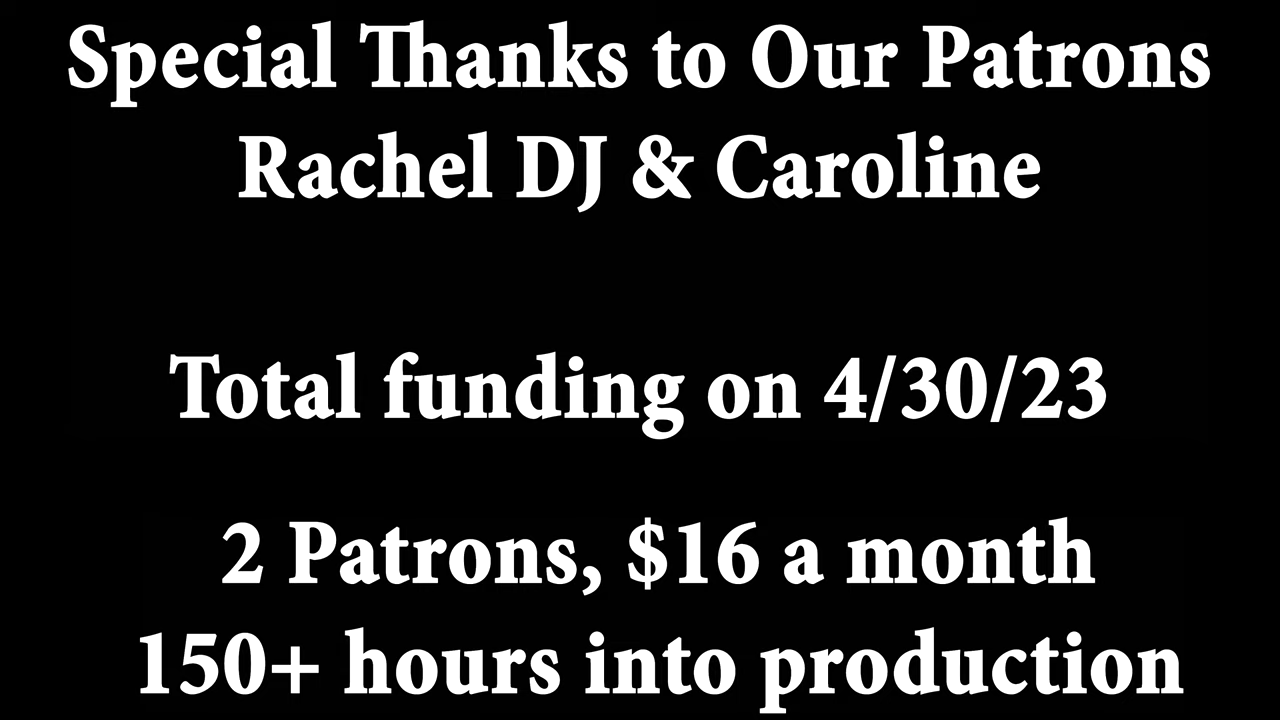 Special Thanks to Our Patrons
Rachel DJ & Caroline
Total funding on 4/30/23
2 Patrons, $16 a month
150+ hours into production